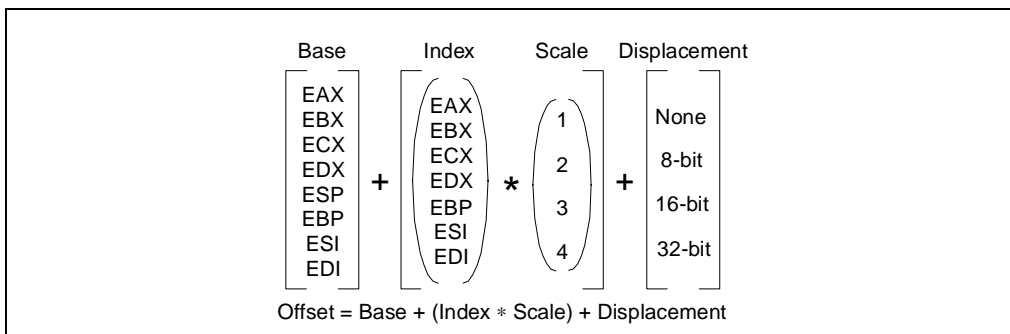 Base Index Scale Displacement
EAX
EBX
ECX
EDX
ESP
EBP
ESI
EDI
+
EAX
EBX
ECX
EDX
EBP
ESI
EDI
*
1
2
3
4
+
None
8-bit
16-bit
32-bit
Offset = Base + (Index * Scale) + Displacement